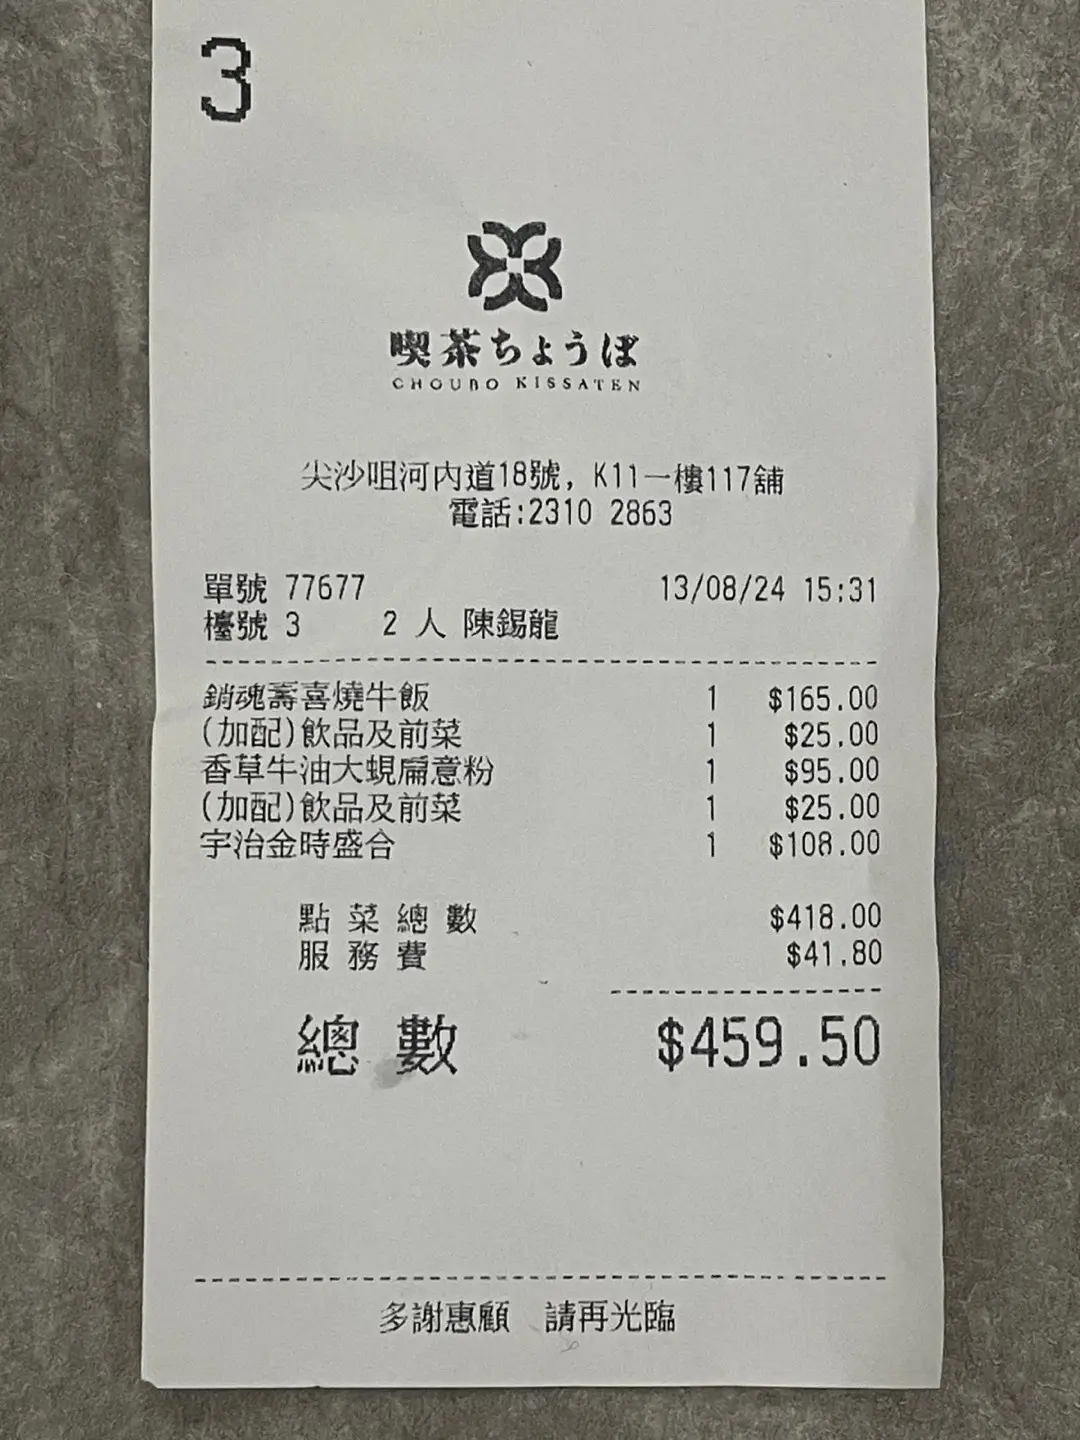 3
喫茶ちょうぼ
CHOUBO KISSATEN
尖沙咀河內道18號, K11一樓117舖
電話:2310 2863
單號 77677 13/08/24 15:31
檯號 3 2 人 陳錫龍
銷魂壽喜燒牛飯 1 $165.00
(加配)飲品及前菜 1 $25.00
香草牛油大蜆扁意粉 1 $95.00
(加配)飲品及前菜 1 $25.00
宇治金時盛合 1 $108.00
點菜總數 $418.00
服務費 $41.80
總數 $459.50
多謝惠顧 請再光臨